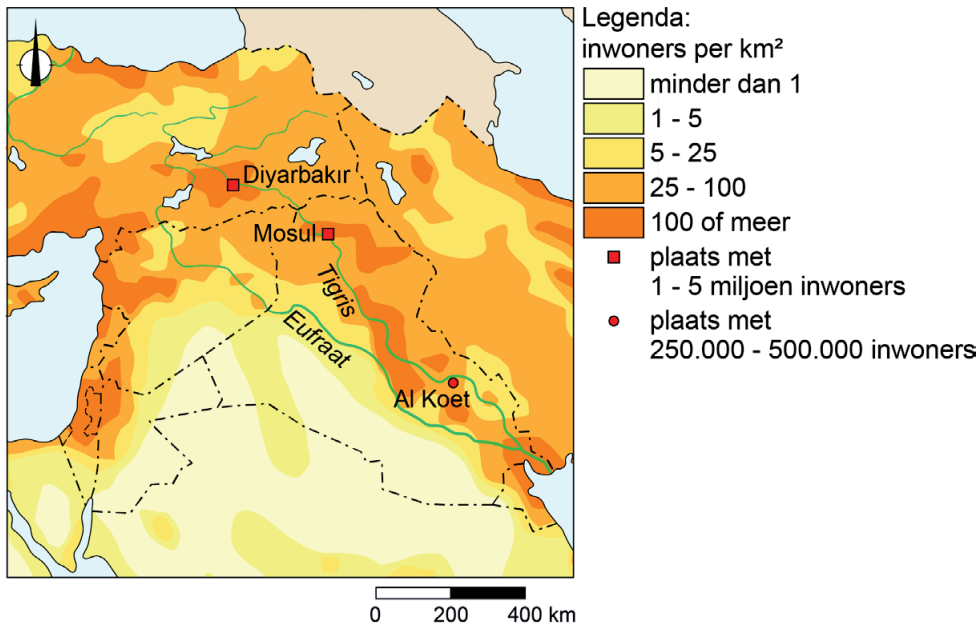 Legenda:
inwoners per km²
minder dan 1
1 - 5
5 - 25
25 - 100
100 of meer
plaats met
1 - 5 miljoen inwoners
plaats met
250.000 - 500.000 inwoners
Diyarbakır
Mosul
Tigris
Eufraat
Al Koet
0 200 400 km